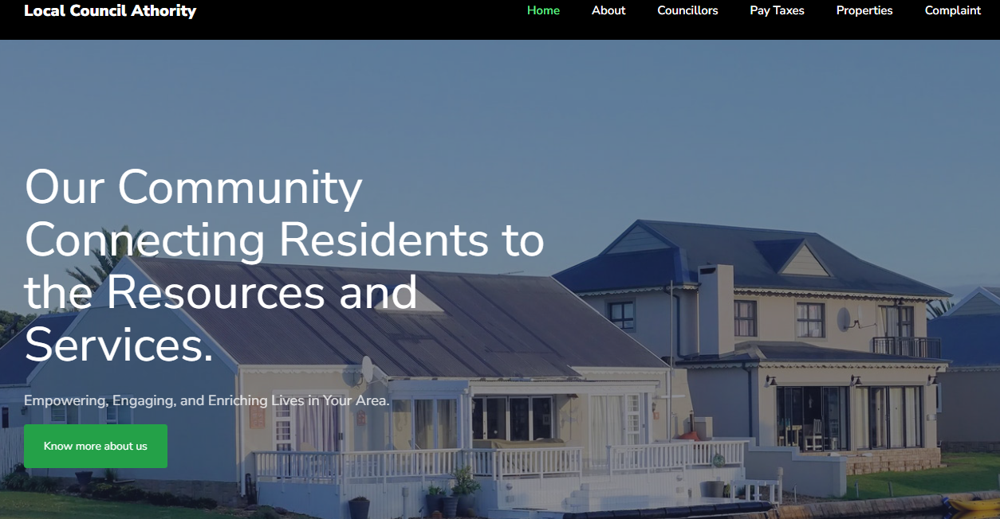 Local Council Athority
Home About Councillors Pay Taxes Properties Complaint
Our Community
Connecting Residents to
the Resources and
Services.
Empowering, Engaging, and Enriching Lives in Your Area.
Know more about us